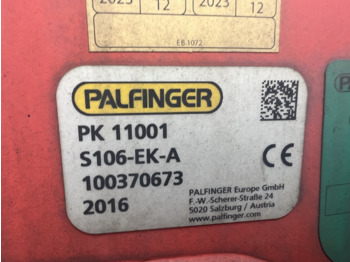 2023
12
2023
12
EB.1072
PALFINGER
PK 11001
S106-EK-A
100370673
2016
CE
PALFINGER Europe GmbH
F.-W.-Scherer-Straße 24
5020 Salzburg / Austria
www.palfinger.com